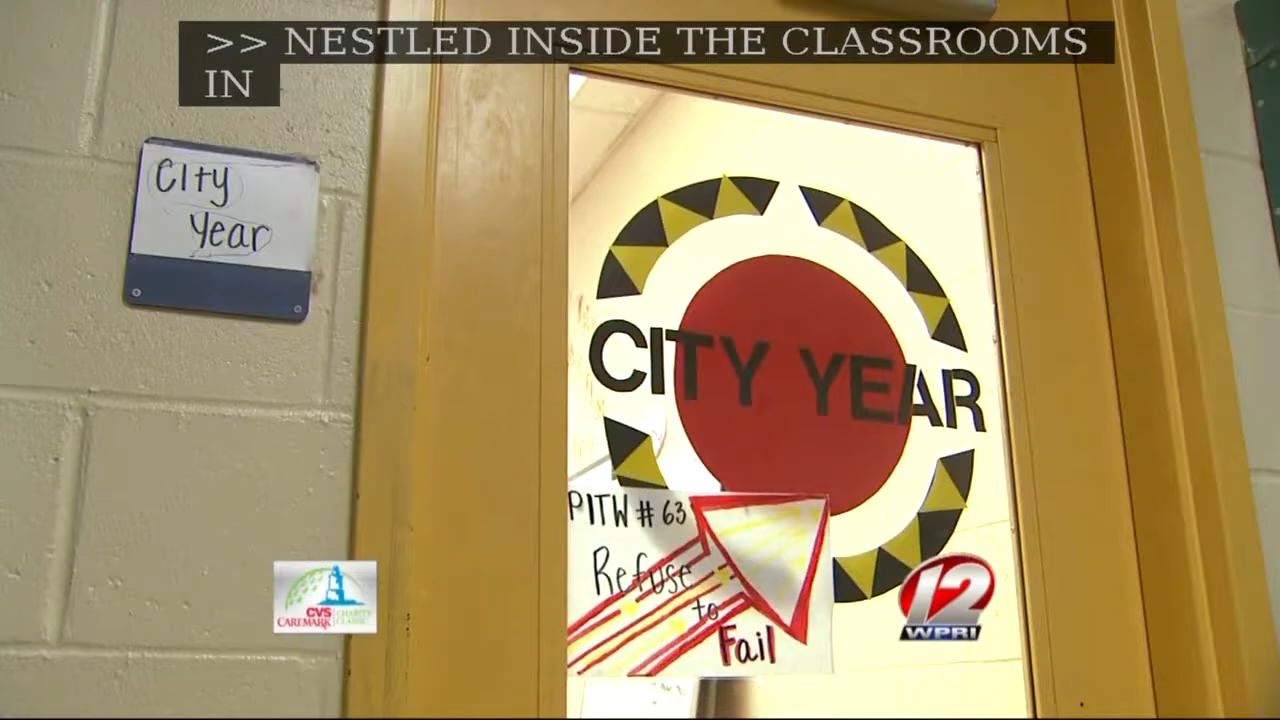 >> NESTLED INSIDE THE CLASSROOMS
IN
City
Year
CITY YEAR
PITW # 63
Refuse
to
Fail
CVS
CAREMARK
CHARITY
CLASSIC
12
WPRI